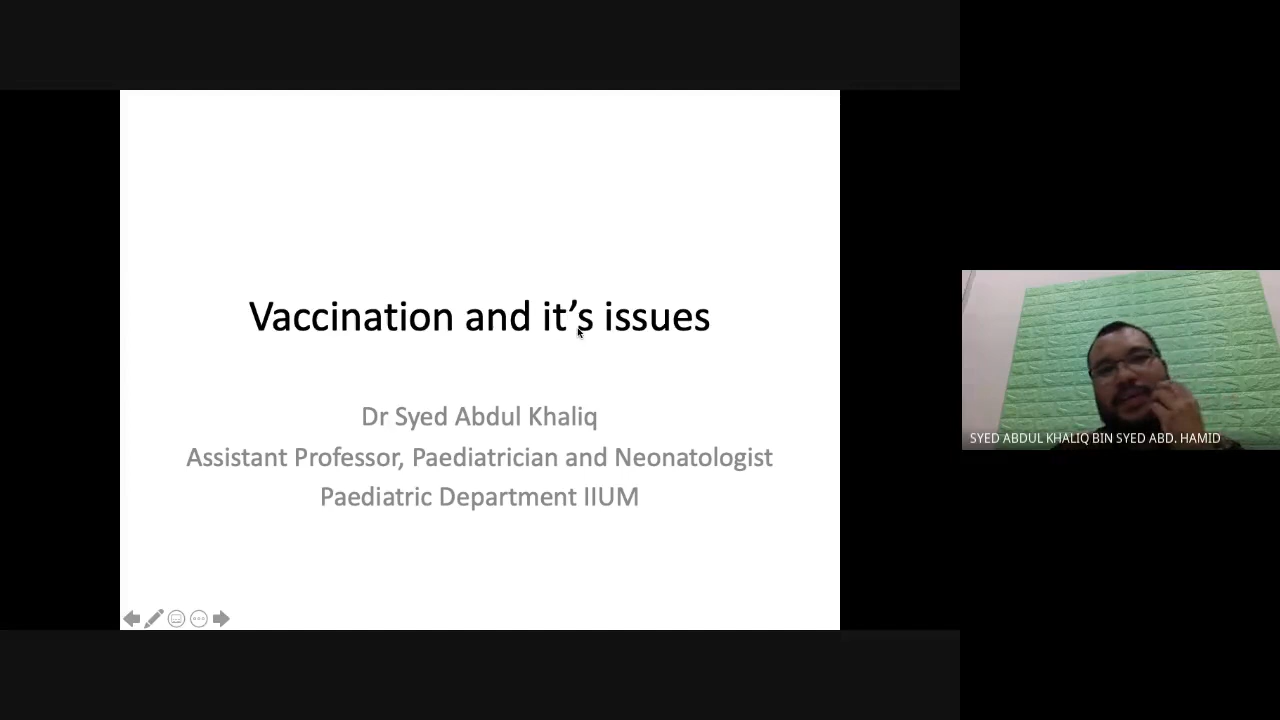 Vaccination and it’s issues
Dr Syed Abdul Khaliq
Assistant Professor, Paediatrician and Neonatologist
Paediatric Department IIUM
SYED ABDUL KHALIQ BIN SYED ABD. HAMID